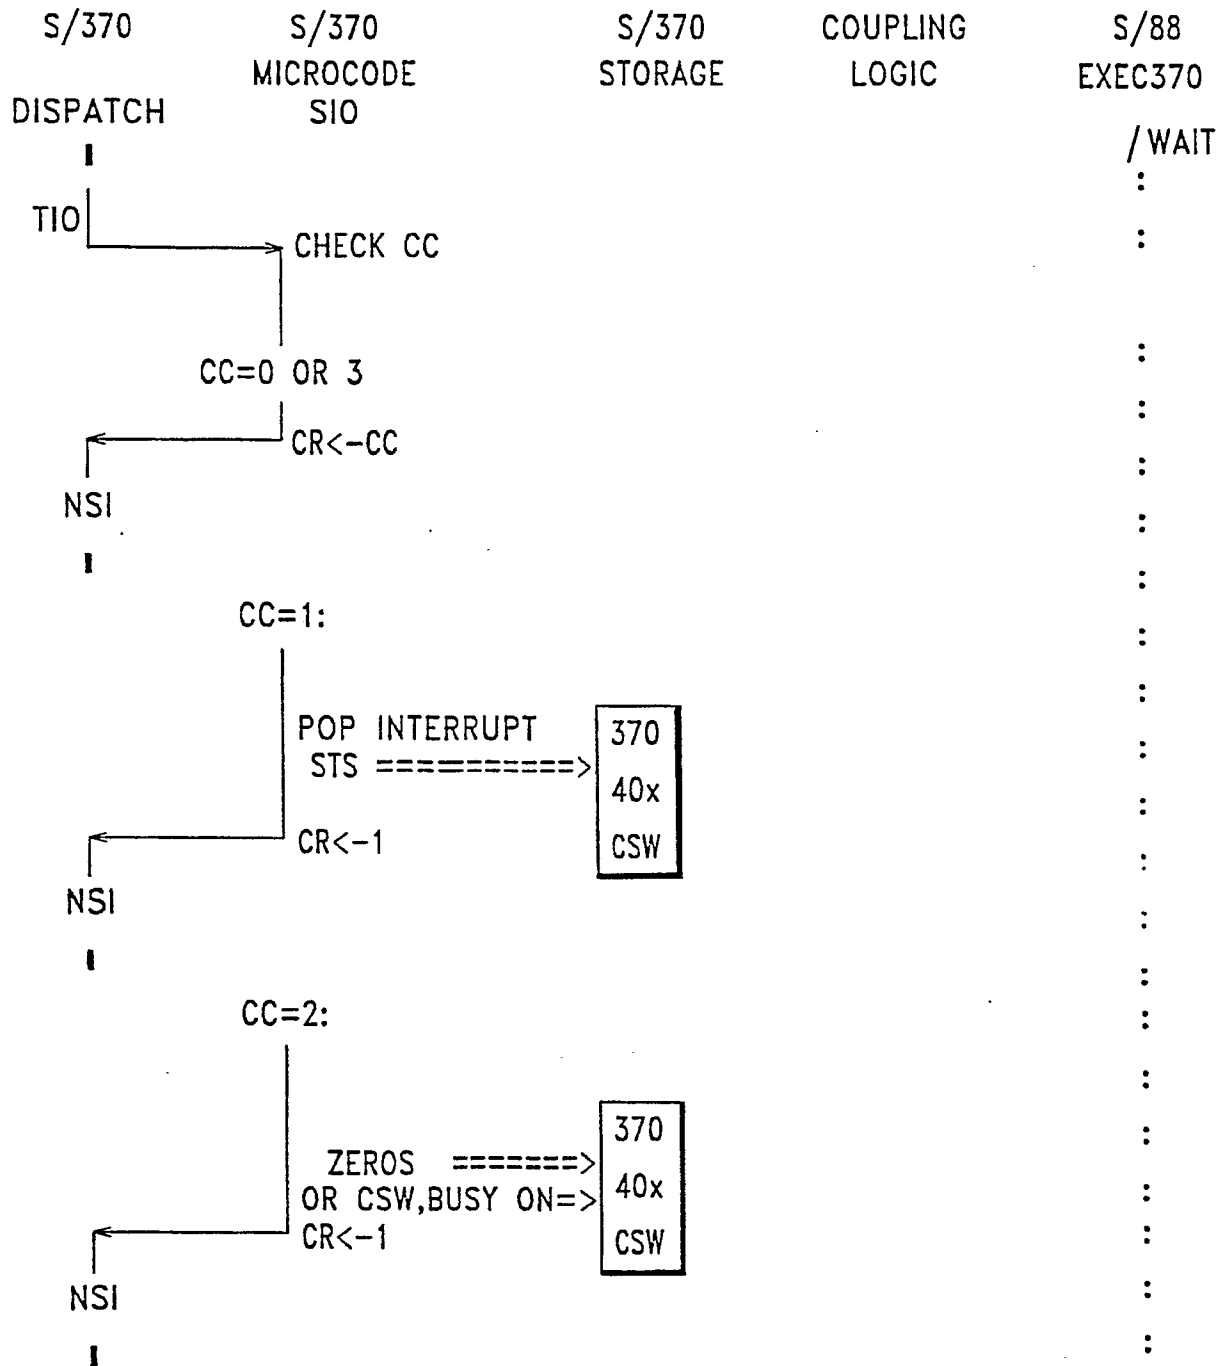 S/370 S/370 S/370 COUPLING S/88
MICROCODE STORAGE LOGIC EXEC370
DISPATCH SIO
/WAIT
TIO
CHECK CC
CC=0 OR 3
CR<-CC
NSI
CC=1:
POP INTERRUPT 370
STS ===========>
40x
CR<-1 CSW
NSI
CC=2:
370
ZEROS =======>
OR CSW,BUSY ON=> 40x
CR<-1 CSW
NSI